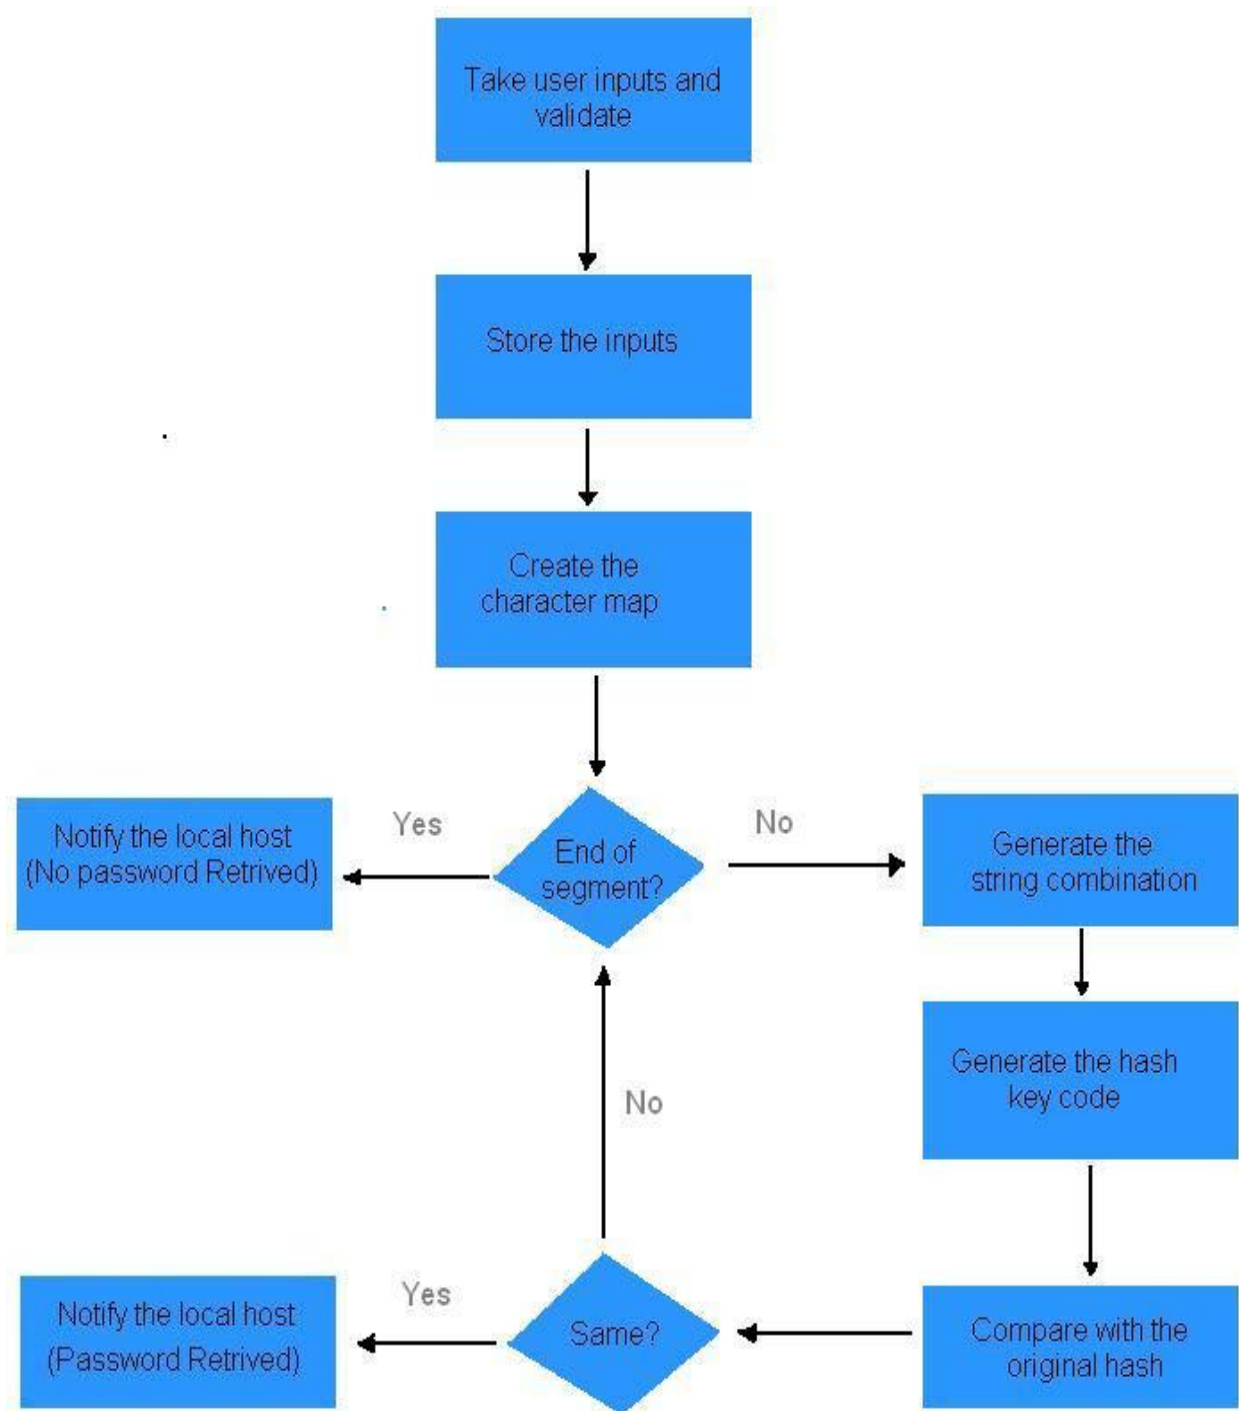 Take user inputs and
validate
Store the inputs
Create the
character map
End of
segment?
Yes
Notify the local host
(No password Retrived)
No
Generate the
string combination
Generate the hash
key code
Compare with the
original hash
Same?
No
Yes
Notify the local host
(Password Retrived)